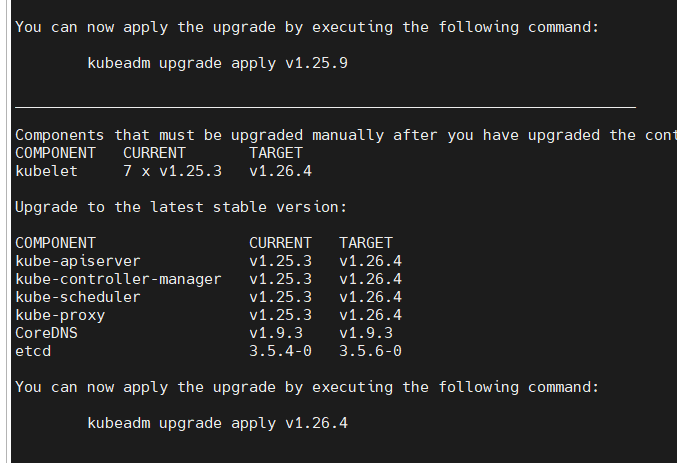 You can now apply the upgrade by executing the following command:
kubeadm upgrade apply v1.25.9
Components that must be upgraded manually after you have upgraded the cont
COMPONENT   CURRENT       TARGET
kubelet     7 x v1.25.3   v1.26.4
Upgrade to the latest stable version:
COMPONENT                 CURRENT   TARGET
kube-apiserver            v1.25.3   v1.26.4
kube-controller-manager   v1.25.3   v1.26.4
kube-scheduler            v1.25.3   v1.26.4
kube-proxy                v1.25.3   v1.26.4
CoreDNS                   v1.9.3    v1.9.3
etcd                      3.5.4-0   3.5.6-0
You can now apply the upgrade by executing the following command:
kubeadm upgrade apply v1.26.4